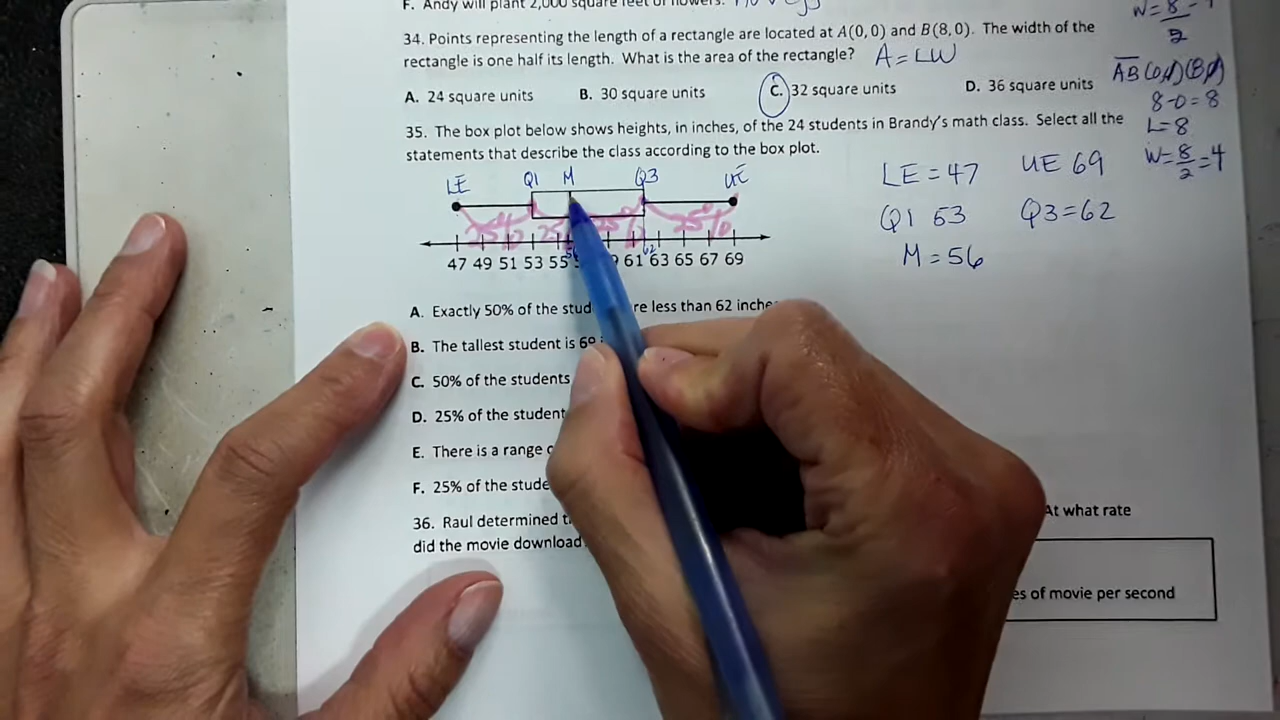 F. Andy will plant 2,000 square feet of flowers.
34. Points representing the length of a rectangle are located at A(0, 0) and B(8, 0). The width of the
rectangle is one half its length. What is the area of the rectangle? A = LW
A. 24 square units B. 30 square units C. 32 square units D. 36 square units
W = 8/2
AB (0,0)(8,0)
8-0=8
L=8
W=8/2=4
35. The box plot below shows heights, in inches, of the 24 students in Brandy's math class. Select all the
statements that describe the class according to the box plot.
LE Q1 M Q3 UE
25% 25% 25% 25%
47 49 51 53 55 61 62 63 65 67 69
LE = 47 UE 69
Q1 53 Q3=62
M = 56
A. Exactly 50% of the less than 62
B. The tallest student is
C. 50% of the students
D. 25% of the
E. There is a range
F. 25% of the
36. Raul determined At what rate
did the movie download
of movie per second